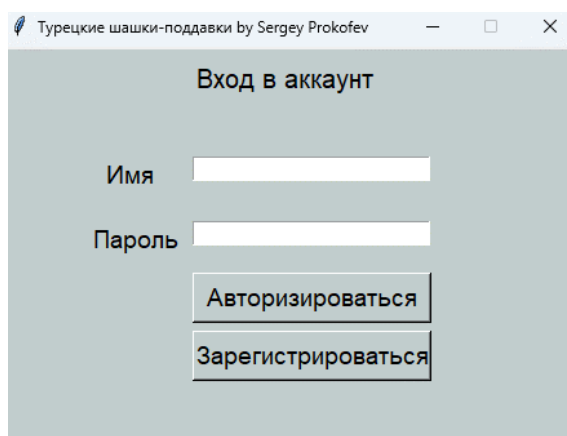 Турецкие шашки-поддавки by Sergey Prokofev
Вход в аккаунт
Имя
Пароль
Авторизироваться
Зарегистрироваться